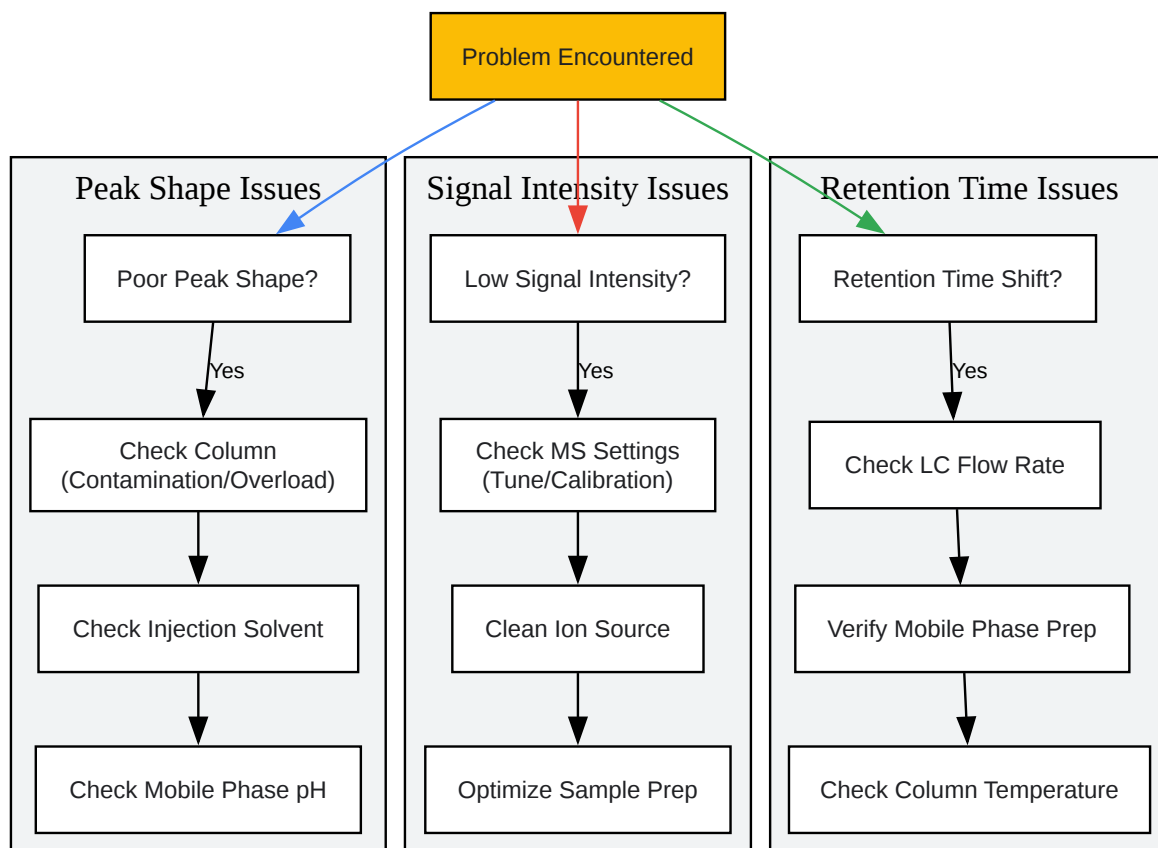 Problem Encountered
Peak Shape Issues
Poor Peak Shape?
Yes
Check Column
(Contamination/Overload)
Check Injection Solvent
Check Mobile Phase pH
Signal Intensity Issues
Low Signal Intensity?
Yes
Check MS Settings
(Tune/Calibration)
Clean Ion Source
Optimize Sample Prep
Retention Time Issues
Retention Time Shift?
Yes
Check LC Flow Rate
Verify Mobile Phase Prep
Check Column Temperature